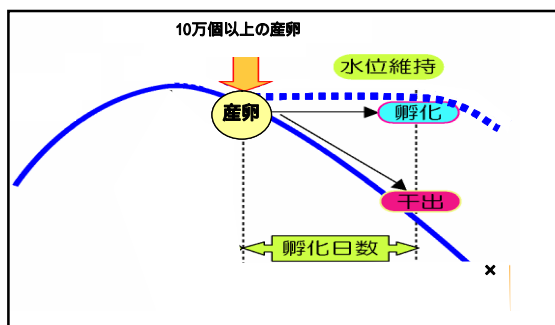 10万個以上の産卵
水位維持
産卵
孵化
干出
孵化日数
×